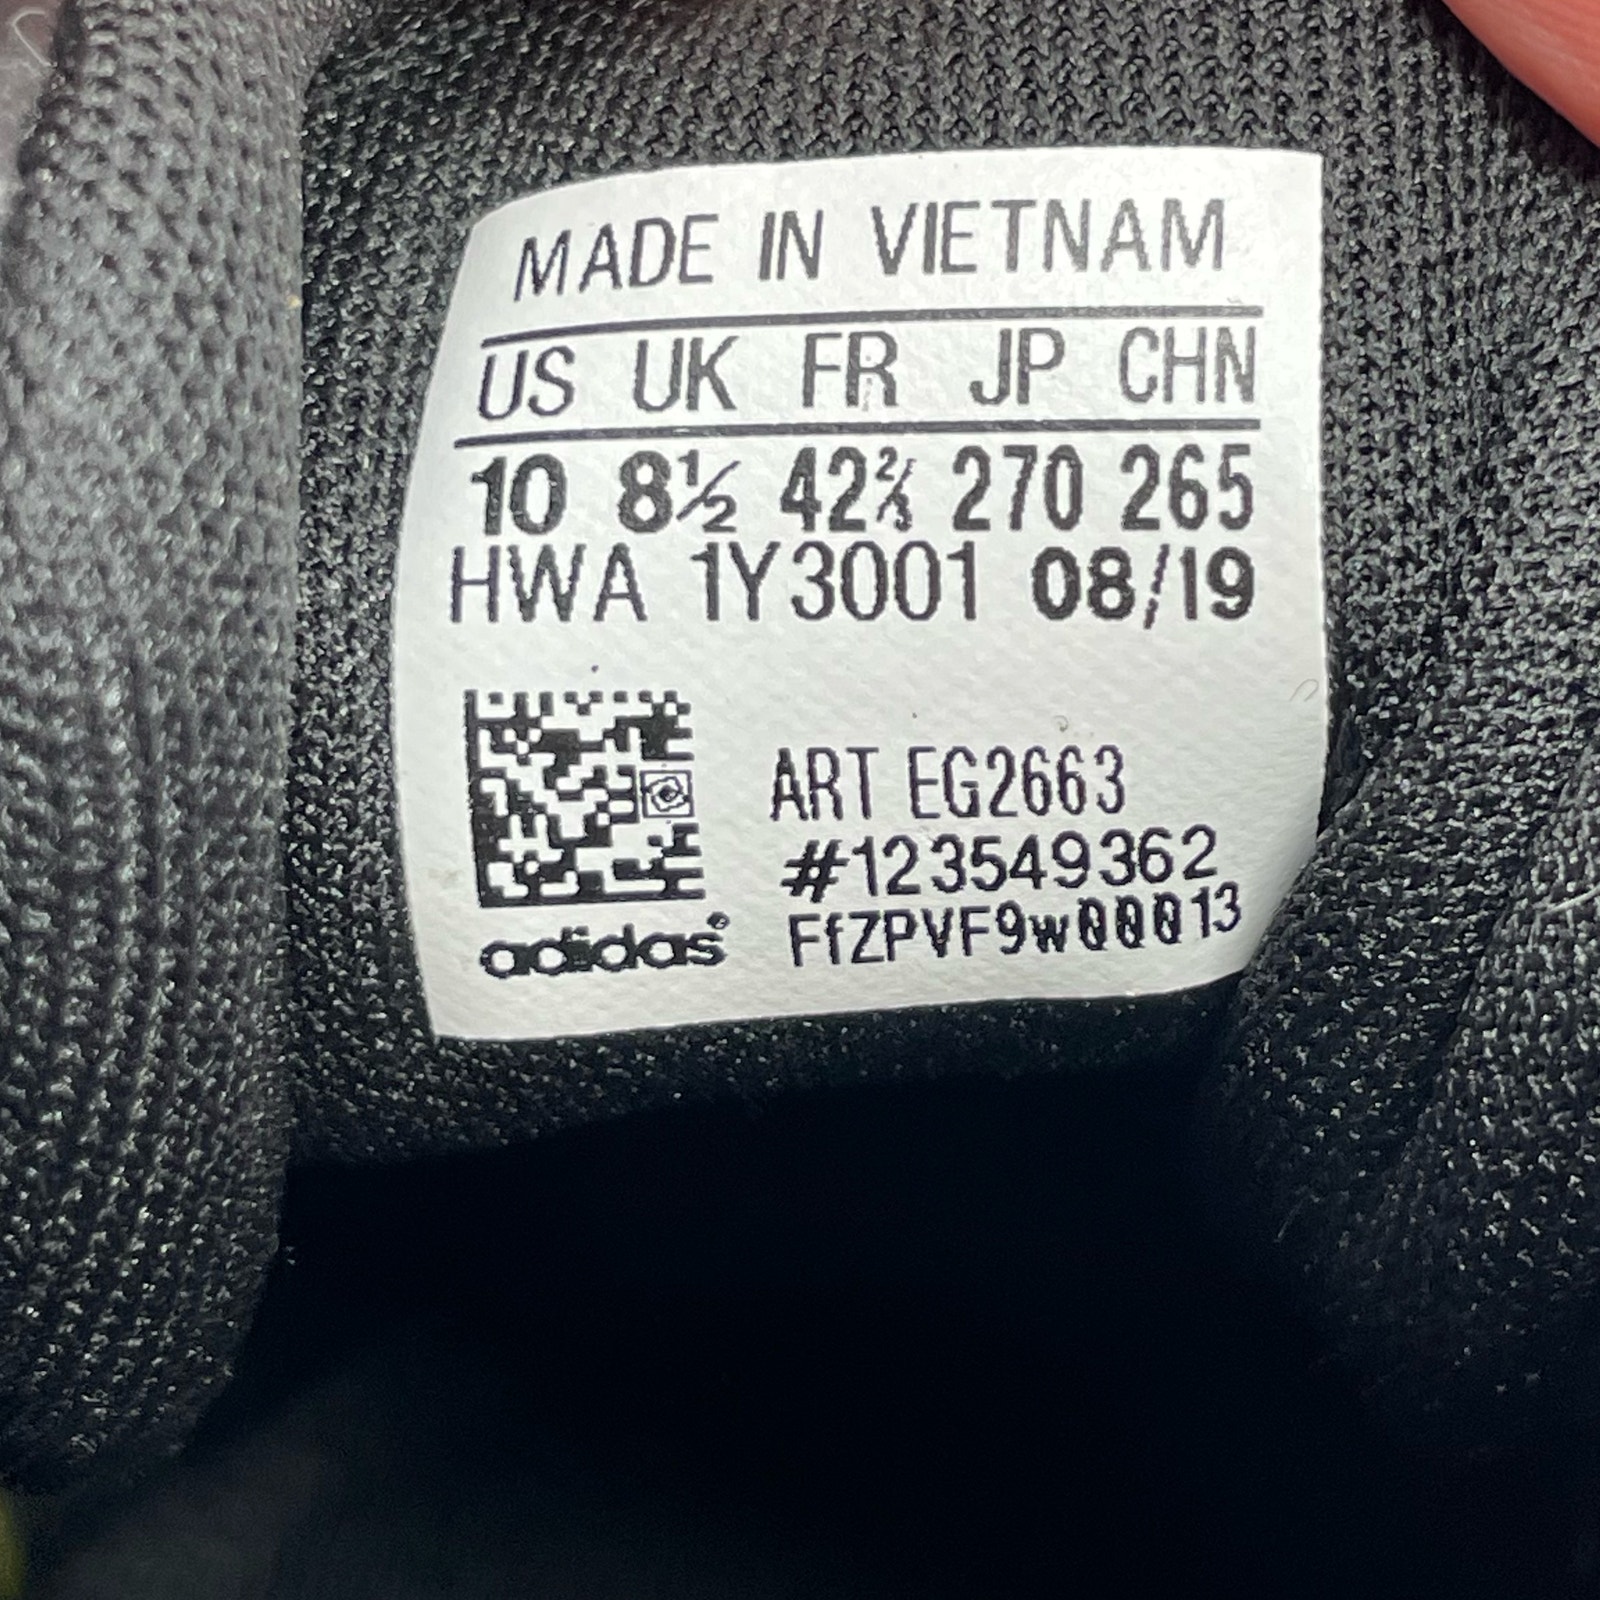 MADE IN VIETNAM
US UK FR JP CHN
10 8½ 42⅔ 270 265
HWA 1Y3001 08/19
ART EG2663
#123549362
adidas® FfZPVF9w00013